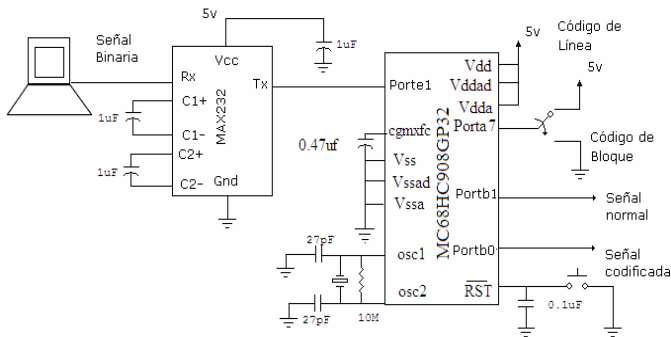 5v
1uF
Señal
Binaria
Vcc
Rx
Tx
C1+
C1-
C2+
C2-
Gnd
MAX232
1uF
1uF
Porte1
cgmxfc
0.47uf
Vss
Vssad
Vssa
osc1
osc2
MC68HC908GP32
Vdd
Vddad
Vdda
Porta7
Portb1
Portb0
RST
27pF
27pF
10M
5v
Código de
Línea
5v
Código de
Bloque
Señal
normal
Señal
codificada
0.1uF